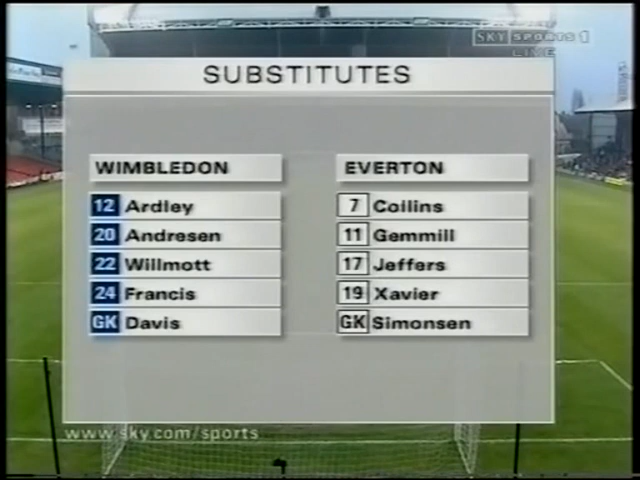 SKY sports 1
LIVE
SUBSTITUTES
WIMBLEDON
12 Ardley
20 Andresen
22 Willmott
24 Francis
GK Davis
EVERTON
7 Collins
11 Gemmill
17 Jeffers
19 Xavier
GK Simonsen
www.sky.com/sports